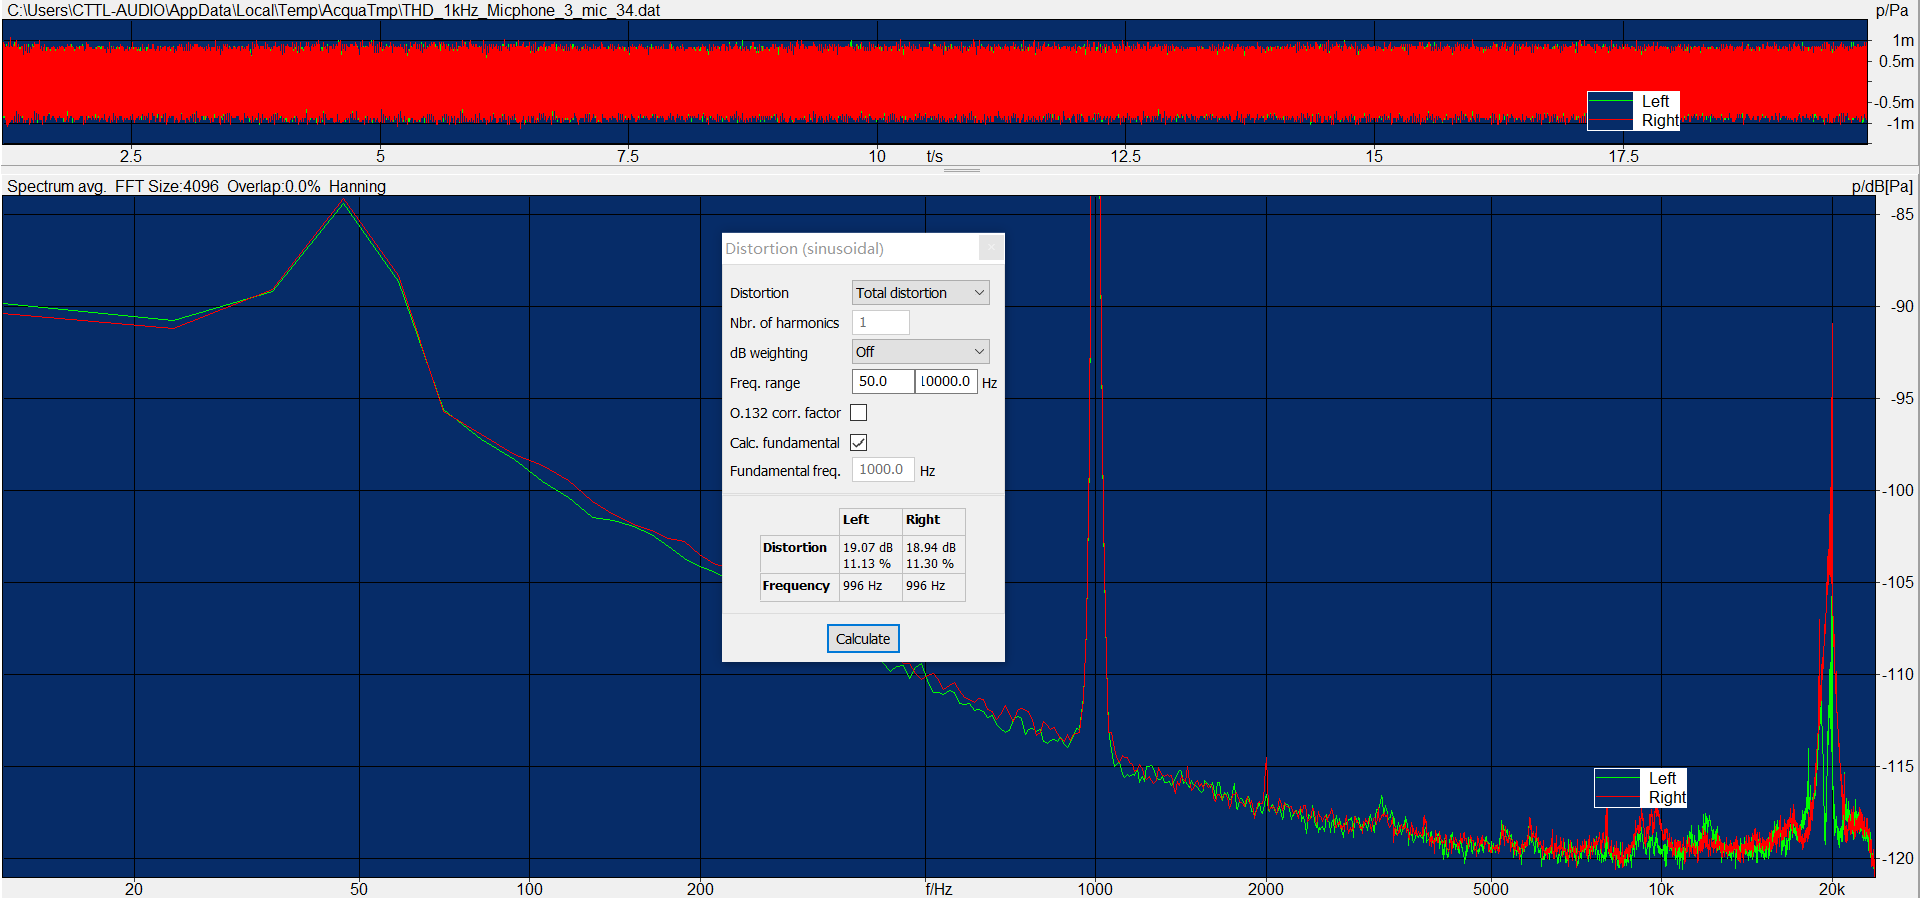 C:\Users\CTTL-AUDIO\AppData\Local\Temp\AcquaTmp\THD_1kHz_Micphone_3_mic_34.dat
p/Pa
1m
0.5m
-0.5m
-1m
Left
Right
2.5
5
7.5
10
t/s
12.5
15
17.5
Spectrum avg. FFT Size:4096 Overlap:0.0% Hanning
p/dB[Pa]
-85
-90
-95
-100
-105
-110
-115
-120
Distortion (sinusoidal)
Distortion Total distortion
Nbr. of harmonics 1
dB weighting Off
Freq. range 50.0 10000.0 Hz
O.132 corr. factor
Calc. fundamental
Fundamental freq. 1000.0 Hz
Left Right
Distortion 19.07 dB 18.94 dB
11.13 % 11.30 %
Frequency 996 Hz 996 Hz
Calculate
Left
Right
20
50
100
200
f/Hz
1000
2000
5000
10k
20k